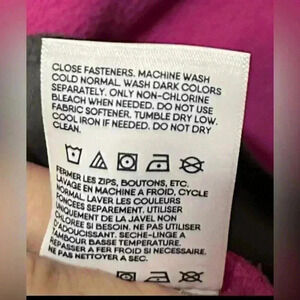 CLOSE FASTENERS. MACHINE WASH
COLD NORMAL. WASH DARK COLORS
SEPARATELY. ONLY NON-CHLORINE
BLEACH WHEN NEEDED. DO NOT USE
FABRIC SOFTENER. TUMBLE DRY LOW.
COOL IRON IF NEEDED. DO NOT DRY
CLEAN.
FERMER LES ZIPS, BOUTONS, ETC.
LAVAGE EN MACHINE A FROID, CYCLE
NORMAL. LAVER LES COULEURS
FONCEES SEPAREMENT. UTILISER
UNIQUEMENT DE LA JAVEL NON
CHLOREE SI BESOIN. NE PAS UTILISER
D'ADOUCISSANT. SECHE-LINGE A
TAMBOUR BASSE TEMPERATURE.
REPASSER A FER FROID SI NECESSAIRE.
NE PAS NETTOYER A SEC.